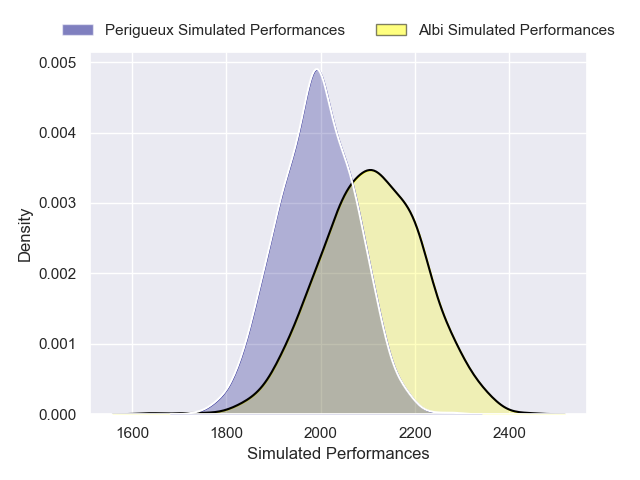 Perigueux Simulated Performances Albi Simulated Performances
0.005
0.004
0.003
0.002
0.001
0.000
Density
1600 1800 2000 2200 2400
Simulated Performances